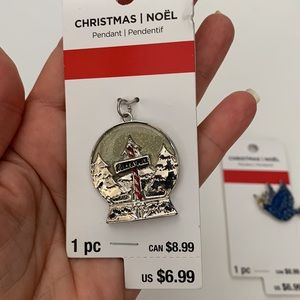 CHRISTMAS | NOËL
Pendant | Pendentif
1 pc
CAN $8.99
US $6.99
CHRISTMAS | NOËL
1 pc